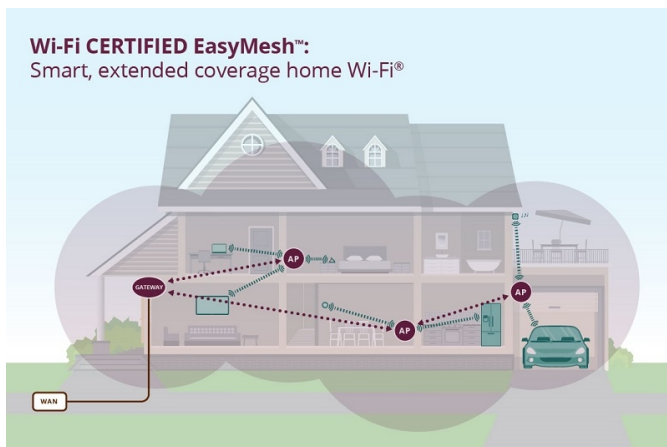 Wi-Fi CERTIFIED EasyMesh™:
Smart, extended coverage home Wi-Fi®
AP
GATEWAY
AP
AP
WAN